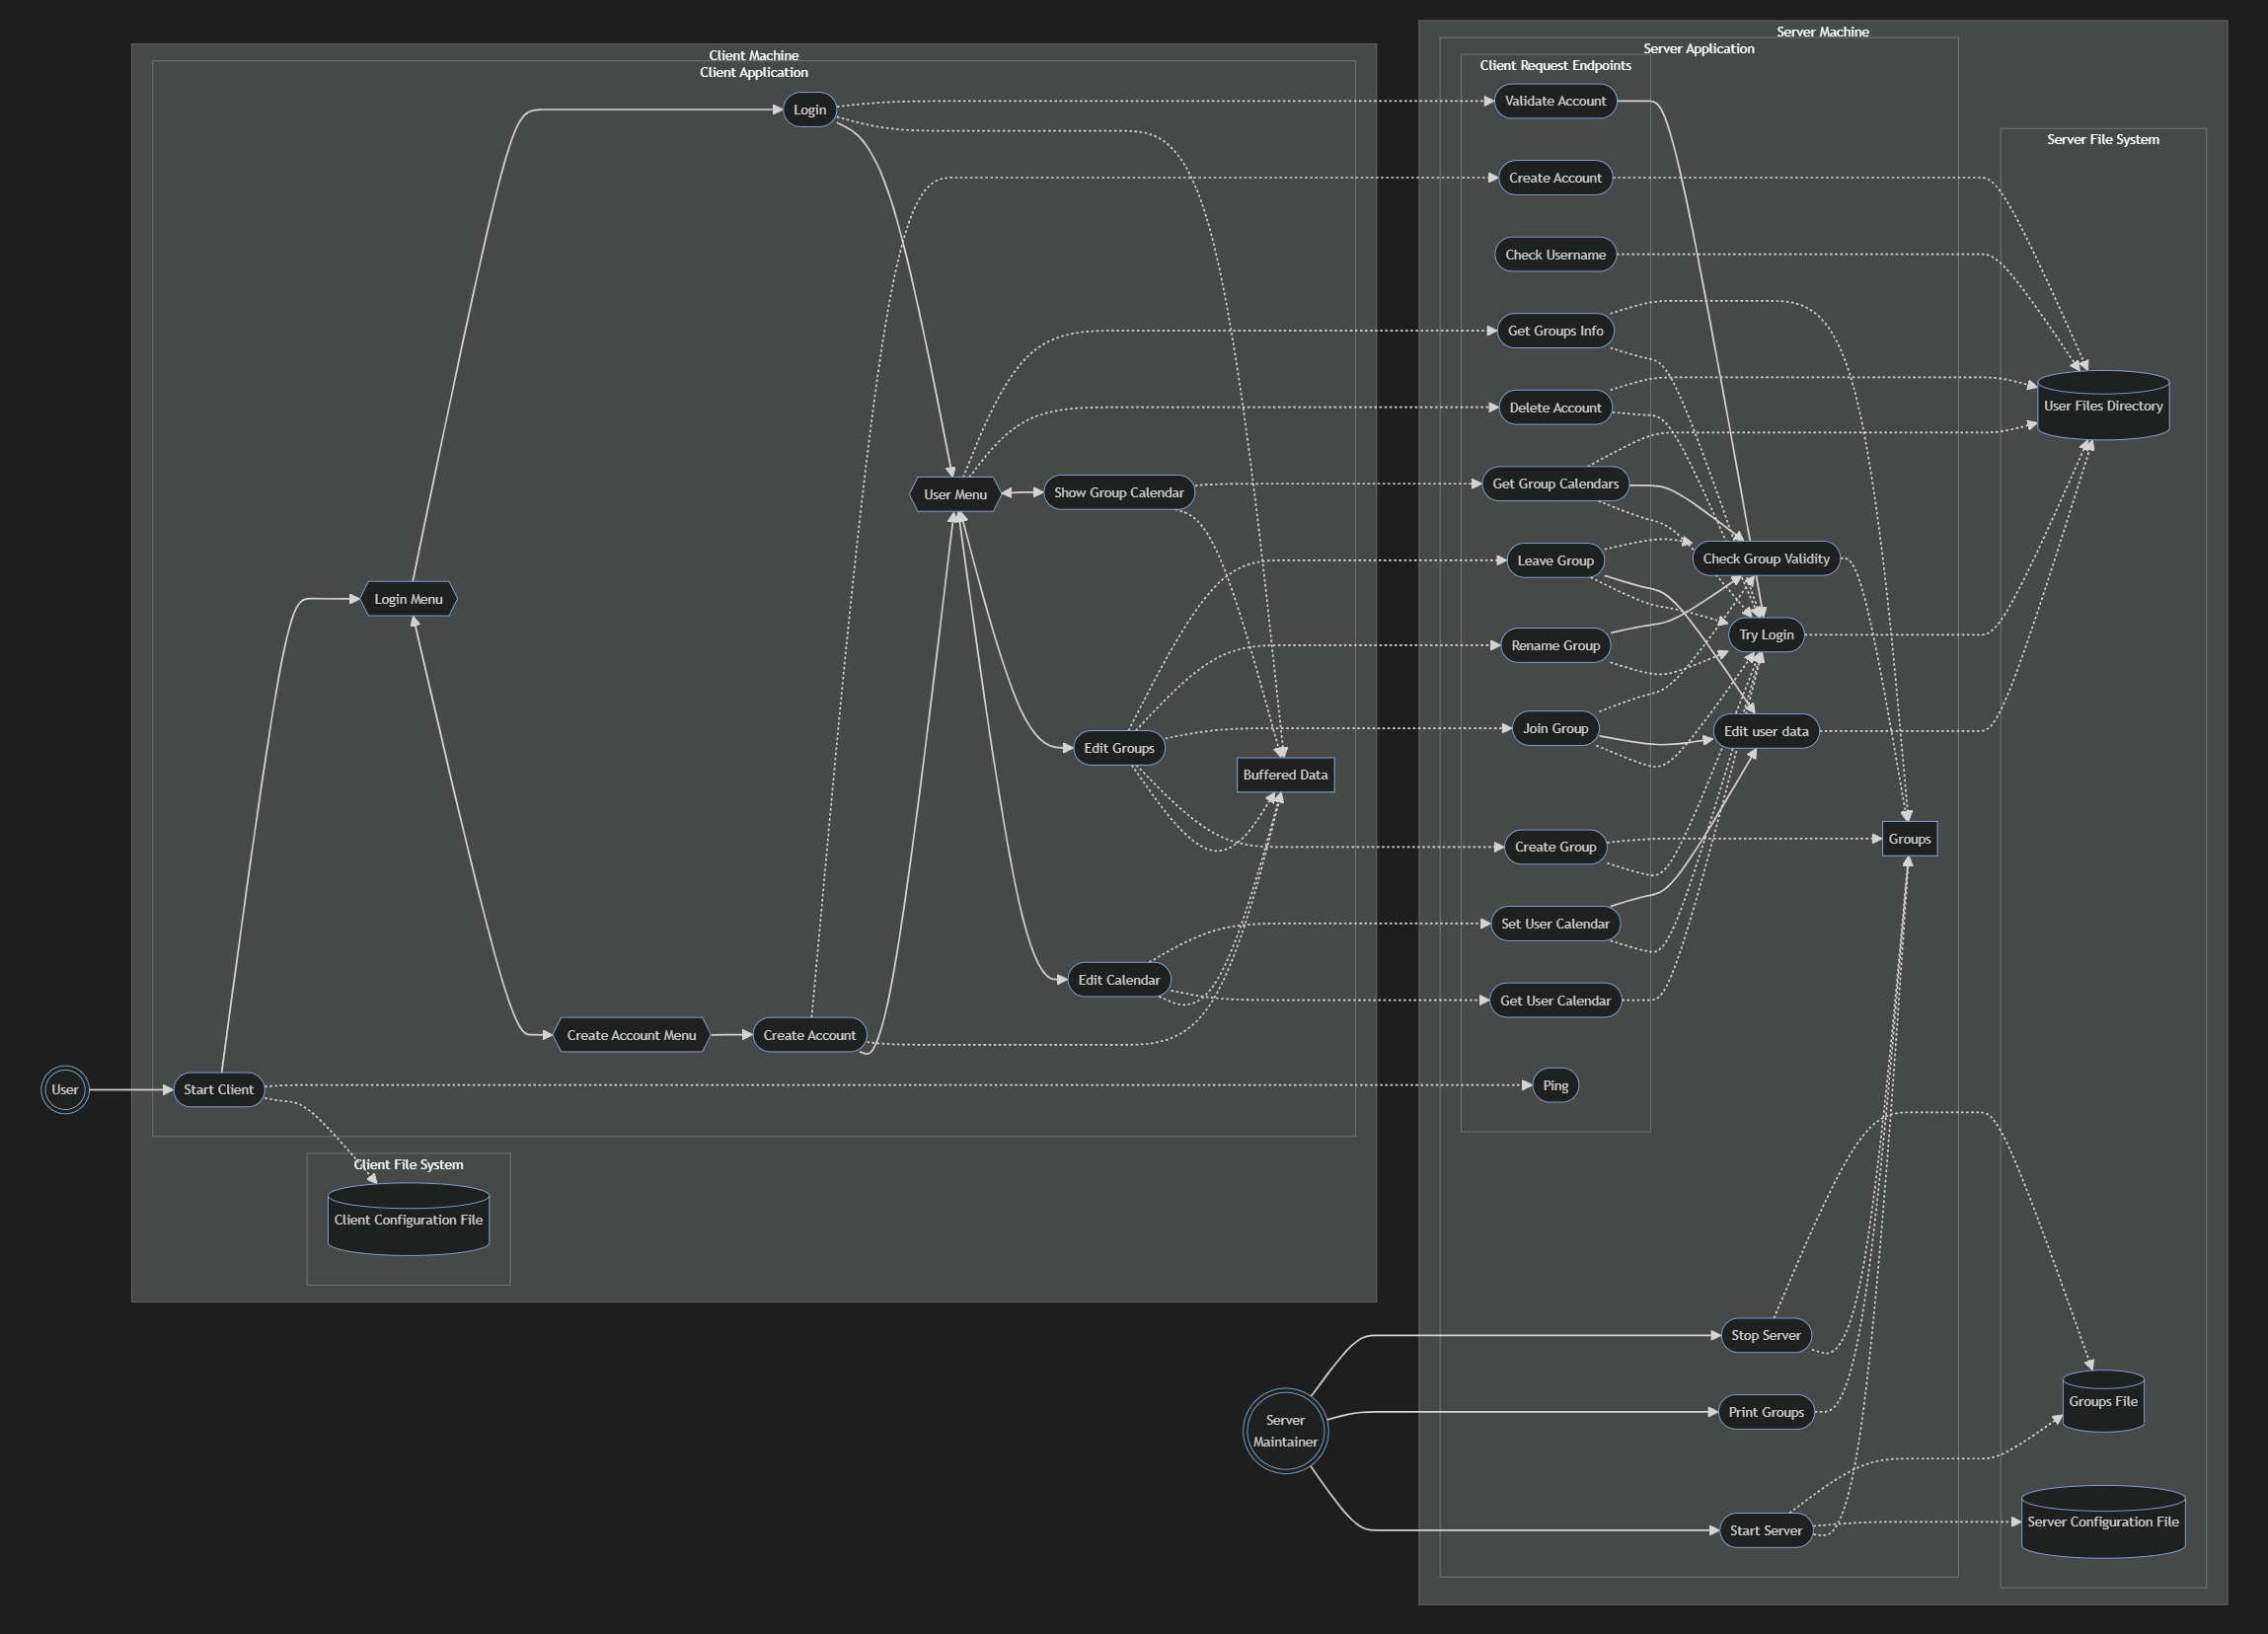 Server Machine
Server Application
Client Request Endpoints
Client Machine
Client Application
Login
Validate Account
Server File System
Create Account
Check Username
Get Groups Info
Delete Account
User Files Directory
User Menu
Show Group Calendar
Get Group Calendars
Leave Group
Check Group Validity
Login Menu
Rename Group
Try Login
Edit Groups
Join Group
Edit user data
Buffered Data
Create Group
Groups
Set User Calendar
Edit Calendar
Get User Calendar
Create Account Menu
Create Account
User
Start Client
Ping
Client File System
Client Configuration File
Stop Server
Server
Maintainer
Print Groups
Groups File
Start Server
Server Configuration File